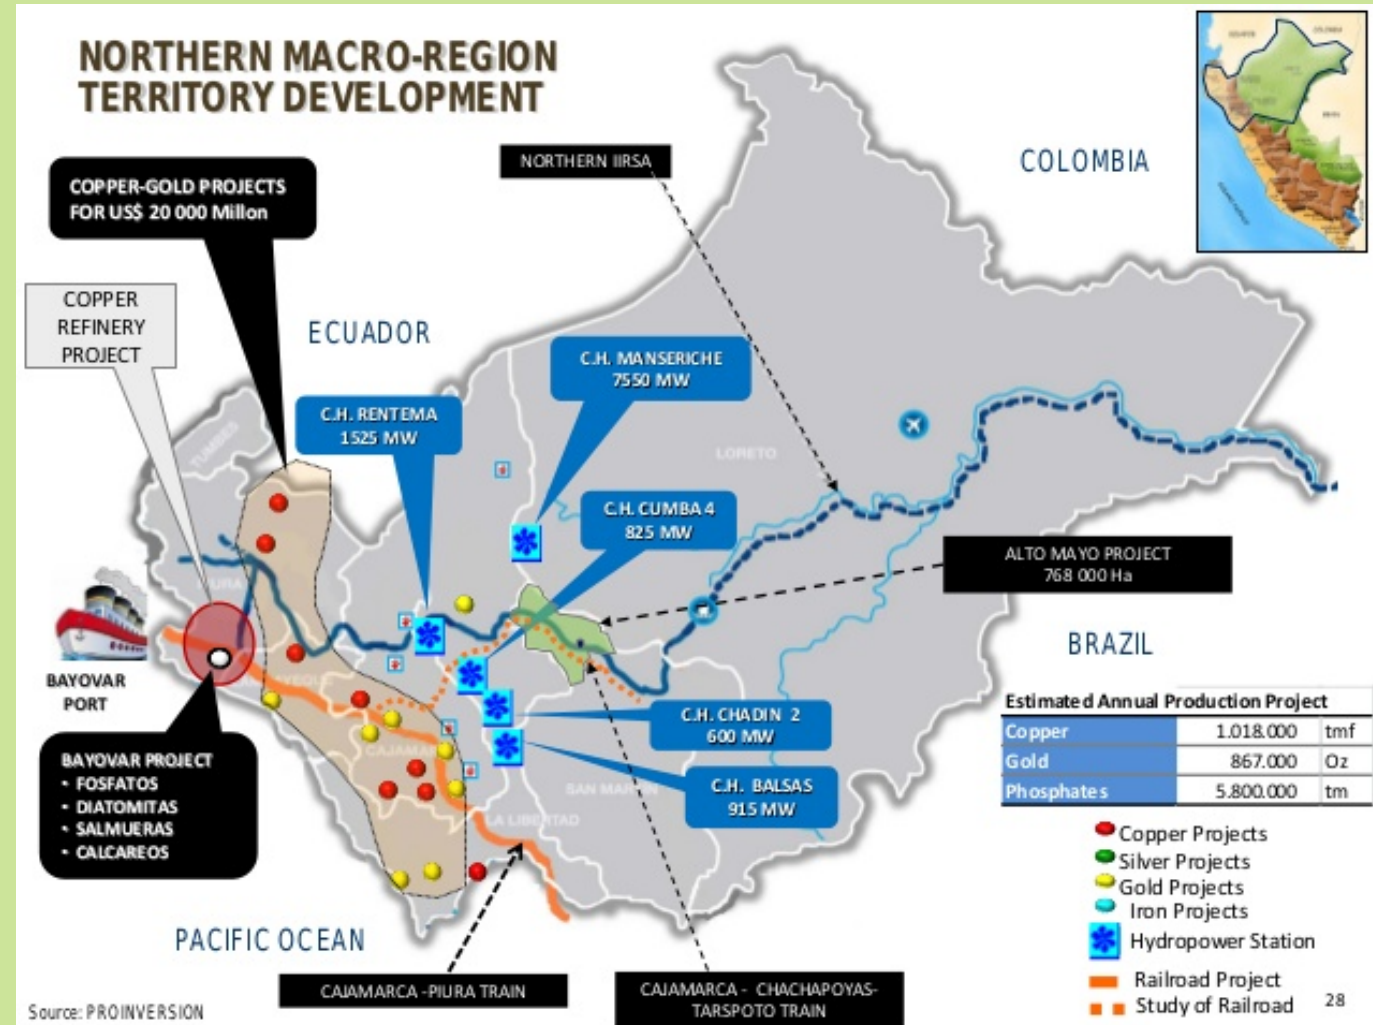 NORTHERN MACRO-REGION
TERRITORY DEVELOPMENT
COPPER-GOLD PROJECTS
FOR US$ 20 000 Millon
NORTHERN IIRSA
COLOMBIA
COPPER
REFINERY
PROJECT
ECUADOR
C.H. MANSERICHE
7550 MW
C.H. RENTEMA
1525 MW
TUMBES
LORETO
C.H. CUMBA 4
825 MW
ALTO MAYO PROJECT
768 000 Ha
BRAZIL
BAYOVAR
PORT
C.H. CHADIN 2
600 MW
C.H. BALSAS
915 MW
SAN MARTIN
LA LIBERTAD
BAYOVAR PROJECT
• FOSFATOS
• DIATOMITAS
• SALMUERAS
• CALCAREOS
Estimated Annual Production Project
Copper 1.018.000 tmf
Gold 867.000 Oz
Phosphates 5.800.000 tm
Copper Projects
Silver Projects
Gold Projects
Iron Projects
Hydropower Station
Railroad Project
Study of Railroad
PACIFIC OCEAN
CAJAMARCA -PIURA TRAIN
CAJAMARCA - CHACHAPOYAS-
TARSPOTO TRAIN
Source: PROINVERSION
28